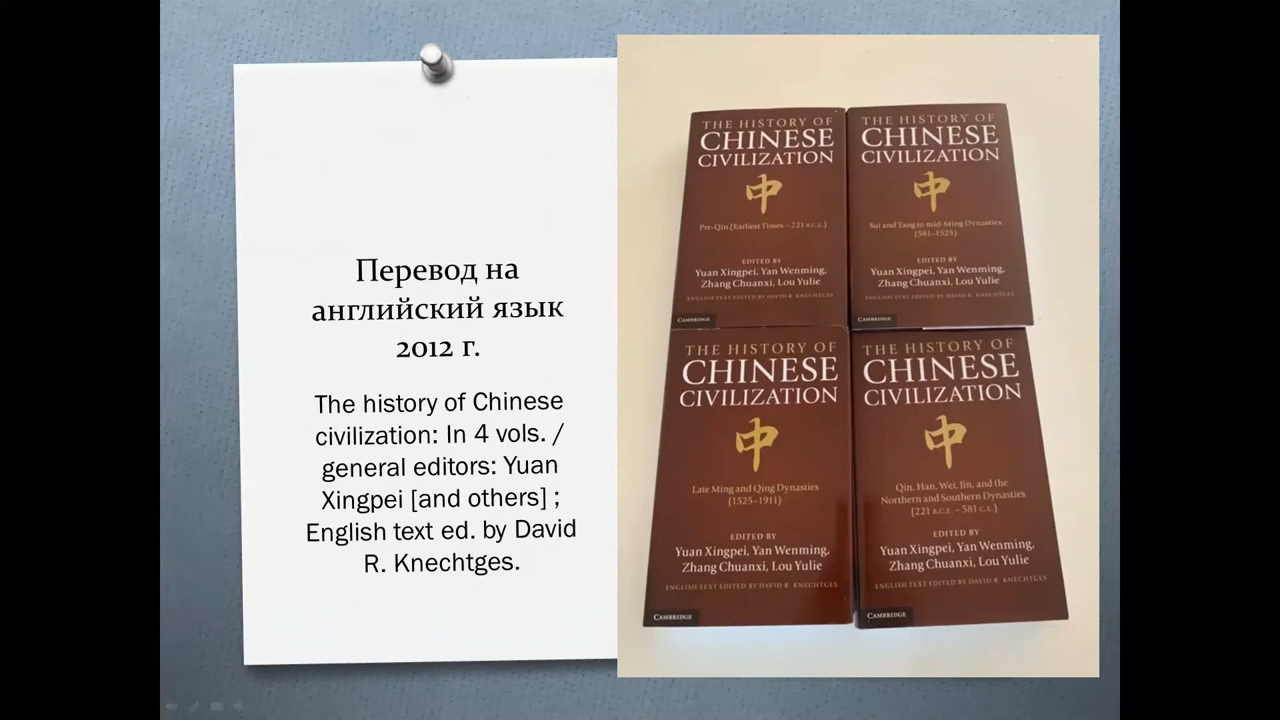 Перевод на
английский язык
2012 г.
The history of Chinese
civilization: In 4 vols. /
general editors: Yuan
Xingpei [and others] ;
English text ed. by David
R. Knechtges.
THE HISTORY OF
CHINESE
CIVILIZATION
中
Pre-Qin (Earliest Times – 221 B.C.E.)
EDITED BY
Yuan Xingpei, Yan Wenming,
Zhang Chuanxi, Lou Yulie
ENGLISH TEXT EDITED BY DAVID R. KNECHTGES
CAMBRIDGE
THE HISTORY OF
CHINESE
CIVILIZATION
中
Sui and Tang to mid-Ming Dynasties
(581–1525)
EDITED BY
Yuan Xingpei, Yan Wenming,
Zhang Chuanxi, Lou Yulie
ENGLISH TEXT EDITED BY DAVID R. KNECHTGES
CAMBRIDGE
THE HISTORY OF
CHINESE
CIVILIZATION
中
Late Ming and Qing Dynasties
(1525–1911)
EDITED BY
Yuan Xingpei, Yan Wenming,
Zhang Chuanxi, Lou Yulie
ENGLISH TEXT EDITED BY DAVID R. KNECHTGES
CAMBRIDGE
THE HISTORY OF
CHINESE
CIVILIZATION
中
Qin, Han, Wei, Jin, and the
Northern and Southern Dynasties
(221 B.C.E. – 581 C.E.)
EDITED BY
Yuan Xingpei, Yan Wenming,
Zhang Chuanxi, Lou Yulie
ENGLISH TEXT EDITED BY DAVID R. KNECHTGES
CAMBRIDGE